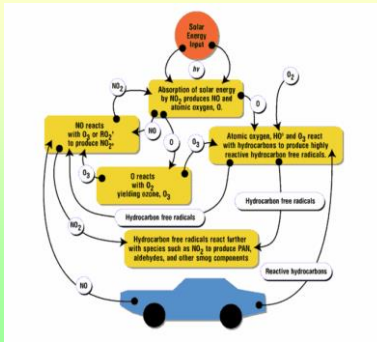 Solar
Energy
Input
hν
NO₂
O₂
Absorption of solar energy
by NO₂ produces NO and
atomic oxygen, O.
NO
O
O
NO reacts
with O₃ or RO₂•
to produce NO₂.
O₃
Atomic oxygen, HO• and O₃ react
with hydrocarbons to produce highly
reactive hydrocarbon free radicals.
O₃
O reacts
with O₂
yielding ozone, O₃
Hydrocarbon free radicals
Hydrocarbon free radicals
NO₂
Hydrocarbon free radicals react further
with species such as NO₂ to produce PAN,
aldehydes, and other smog components
Reactive hydrocarbons
NO